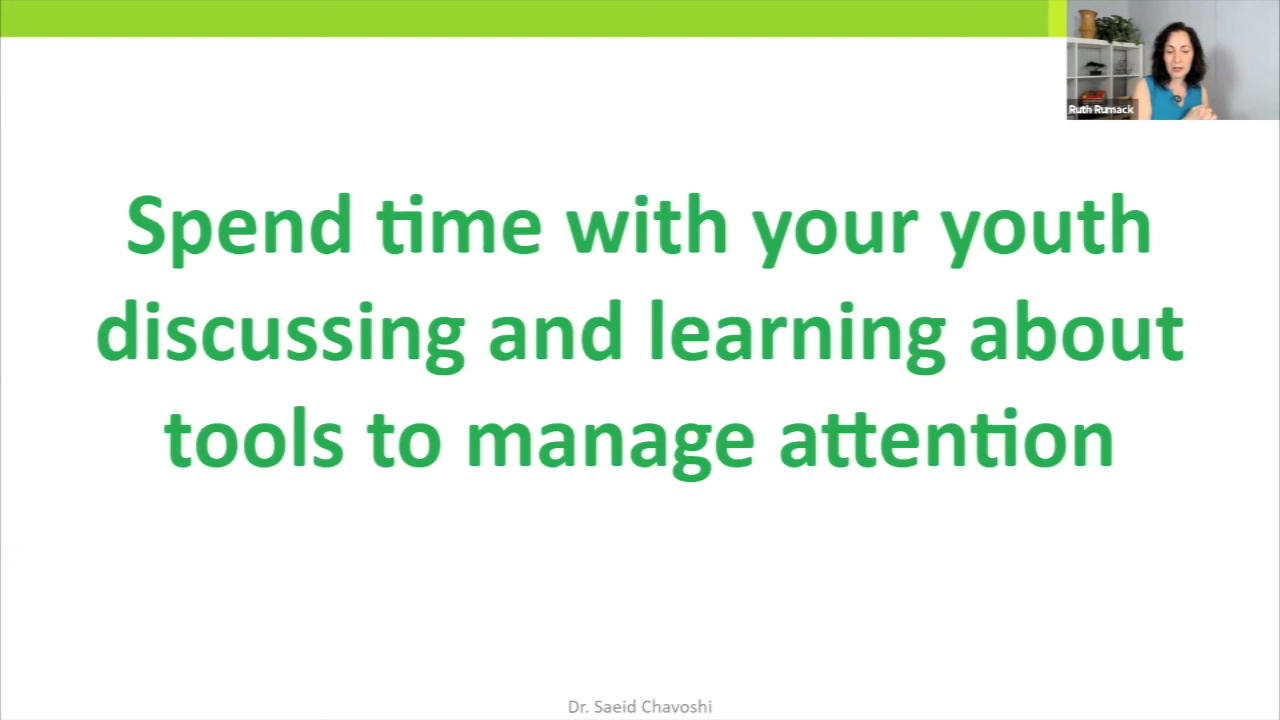 Ruth Rumack
Spend time with your youth
discussing and learning about
tools to manage attention
Dr. Saeid Chavoshi